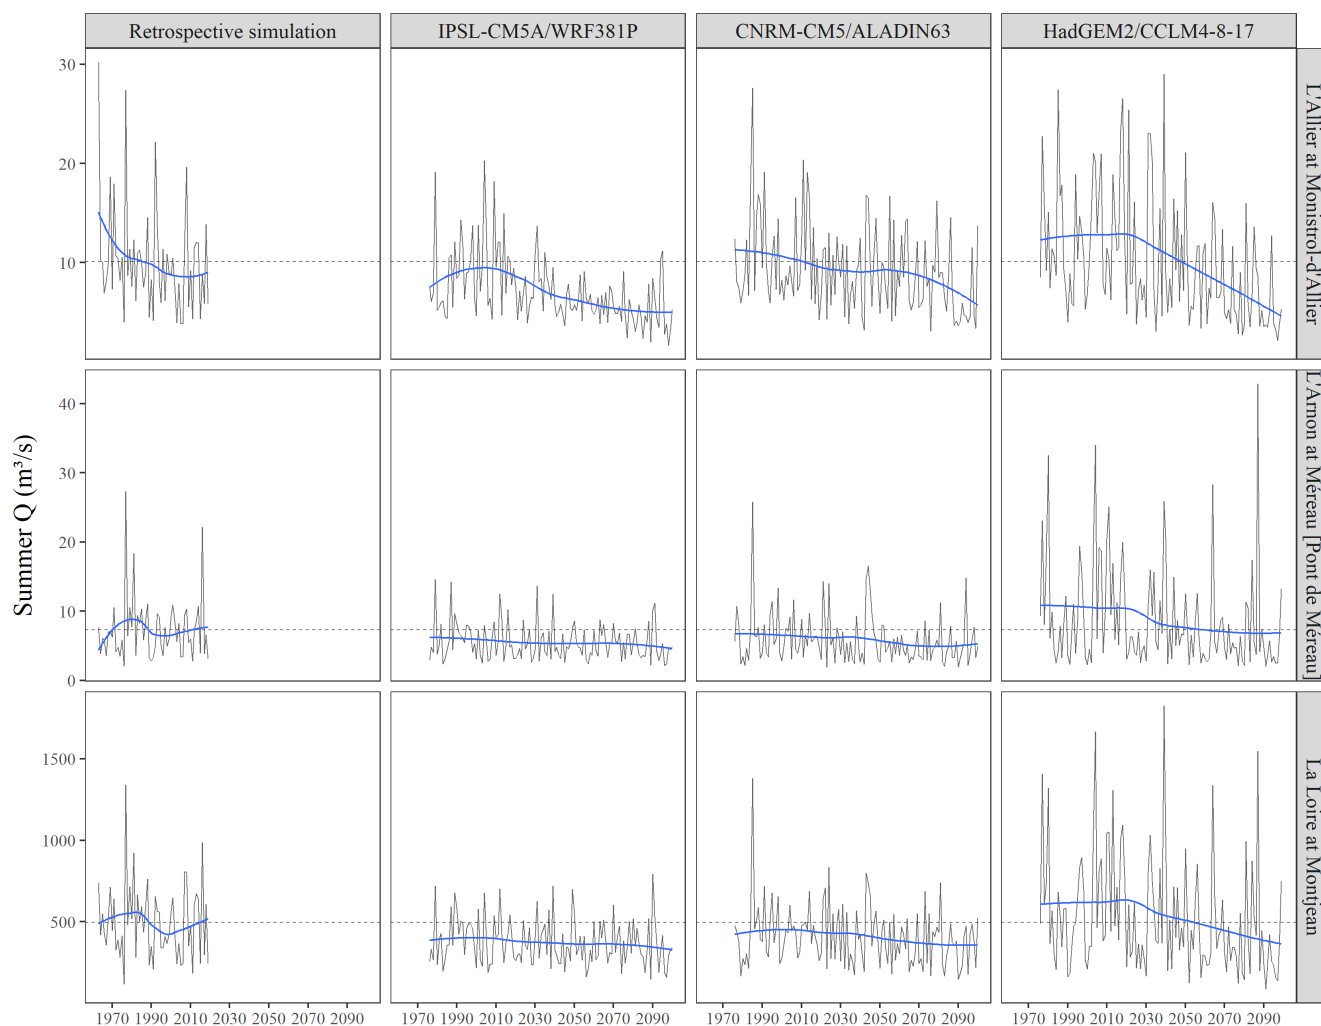 Retrospective simulation
IPSL-CM5A/WRF381P
CNRM-CM5/ALADIN63
HadGEM2/CCLM4-8-17
Summer Q (m³/s)
30
20
10
L'Allier at Monistrol-d'Allier
40
30
20
10
0
L'Arnon at Méreau [Pont de Méreau]
1500
1000
500
La Loire at Montjean
1970 1990 2010 2030 2050 2070 2090
1970 1990 2010 2030 2050 2070 2090
1970 1990 2010 2030 2050 2070 2090
1970 1990 2010 2030 2050 2070 2090